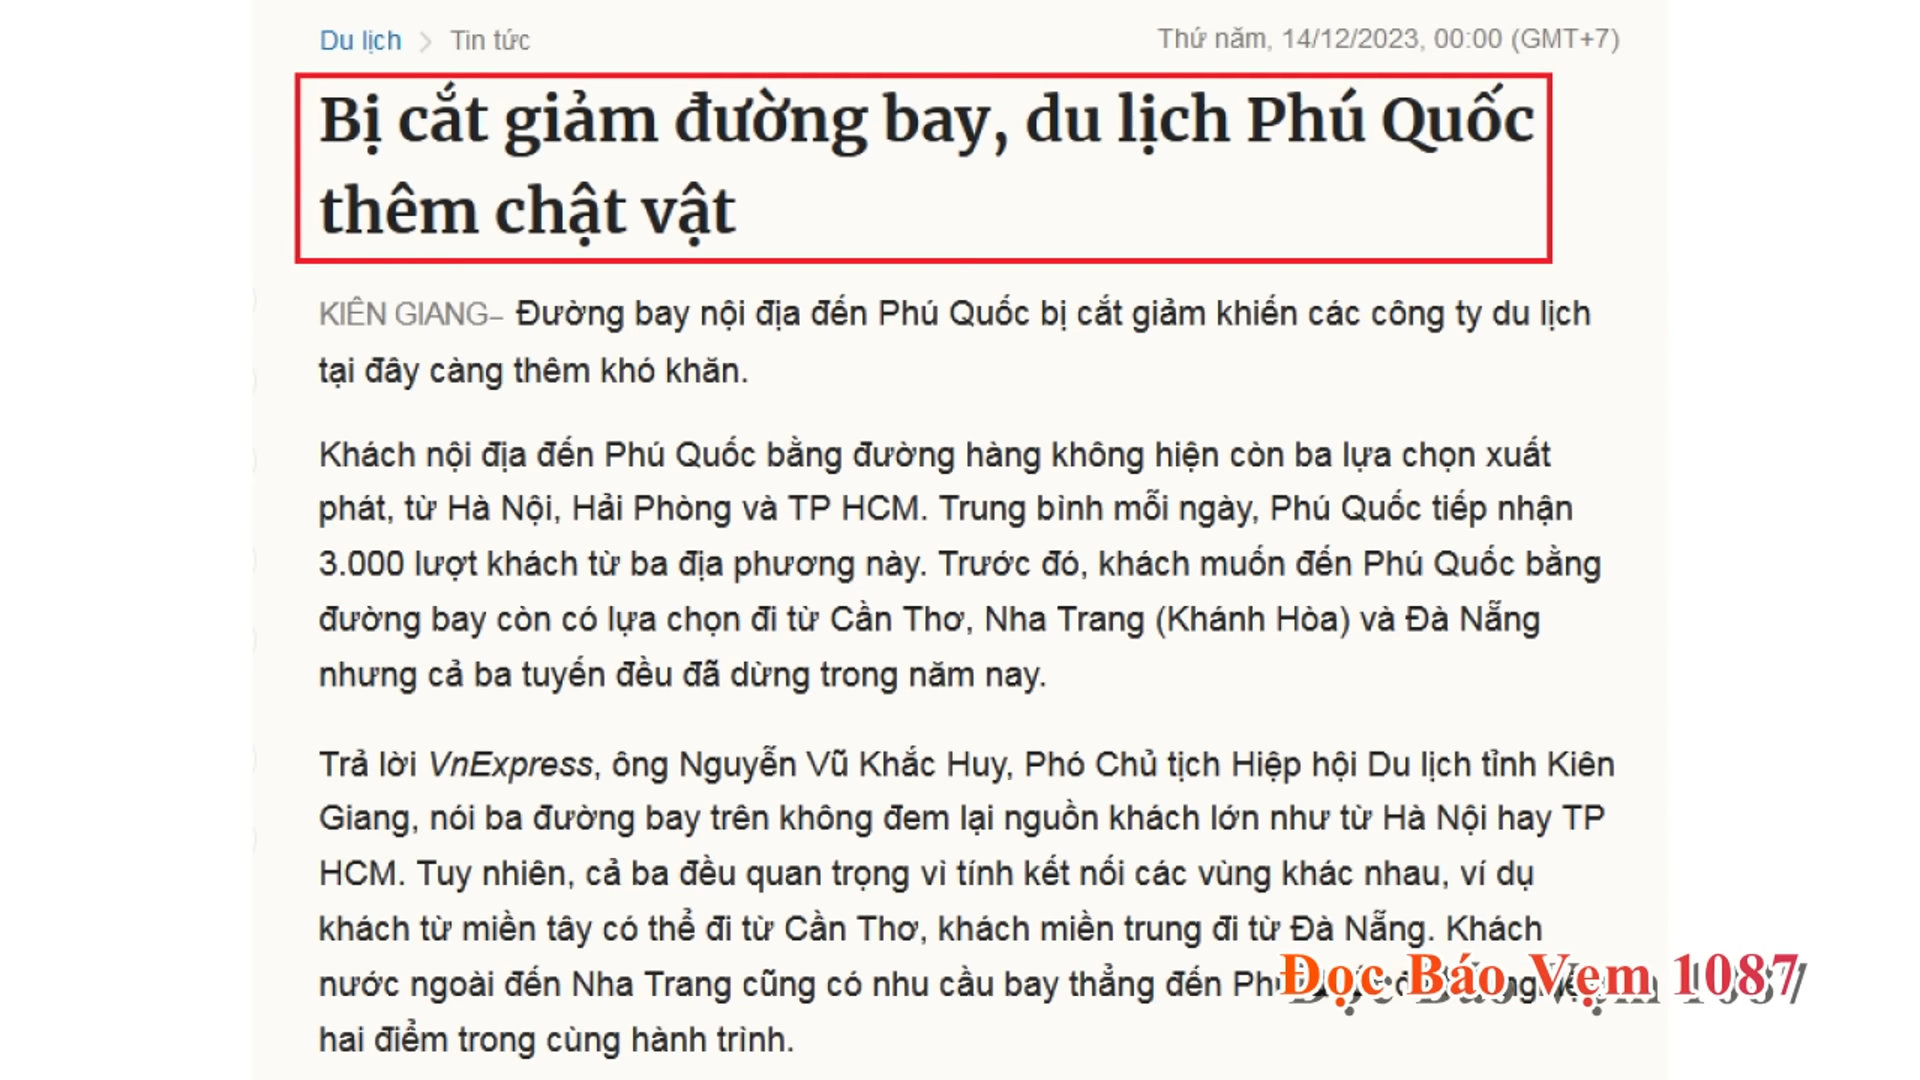 Du lịch > Tin tức
Thứ năm, 14/12/2023, 00:00 (GMT+7)
Bị cắt giảm đường bay, du lịch Phú Quốc
thêm chật vật
KIÊN GIANG– Đường bay nội địa đến Phú Quốc bị cắt giảm khiến các công ty du lịch
tại đây càng thêm khó khăn.
Khách nội địa đến Phú Quốc bằng đường hàng không hiện còn ba lựa chọn xuất
phát, từ Hà Nội, Hải Phòng và TP HCM. Trung bình mỗi ngày, Phú Quốc tiếp nhận
3.000 lượt khách từ ba địa phương này. Trước đó, khách muốn đến Phú Quốc bằng
đường bay còn có lựa chọn đi từ Cần Thơ, Nha Trang (Khánh Hòa) và Đà Nẵng
nhưng cả ba tuyến đều đã dừng trong năm nay.
Trả lời VnExpress, ông Nguyễn Vũ Khắc Huy, Phó Chủ tịch Hiệp hội Du lịch tỉnh Kiên
Giang, nói ba đường bay trên không đem lại nguồn khách lớn như từ Hà Nội hay TP
HCM. Tuy nhiên, cả ba đều quan trọng vì tính kết nối các vùng khác nhau, ví dụ
khách từ miền tây có thể đi từ Cần Thơ, khách miền trung đi từ Đà Nẵng. Khách
nước ngoài đến Nha Trang cũng có nhu cầu bay thẳng đến
Đọc Báo Vẹm 1087
hai điểm trong cùng hành trình.